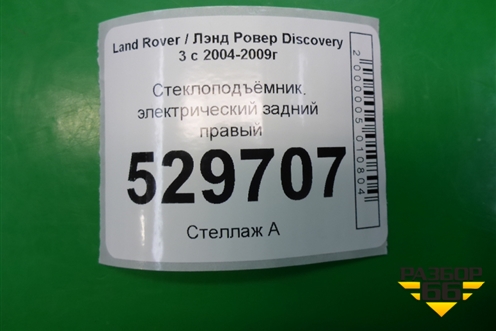 Land Rover / Лэнд Ровер Discovery
3 с 2004-2009г
Стеклоподъёмник
электрический задний
правый
529707
Стеллаж А
2000005010804
РАЗБОР
66